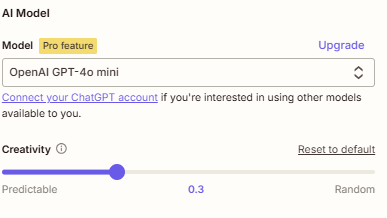 AI Model
Model Pro feature Upgrade
OpenAI GPT-4o mini
Connect your ChatGPT account if you're interested in using other models
available to you.
Creativity Reset to default
Predictable 0.3 Random